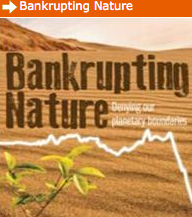 Bankrupting Nature
Bankrupting
Nature
Denying our
planetary boundaries